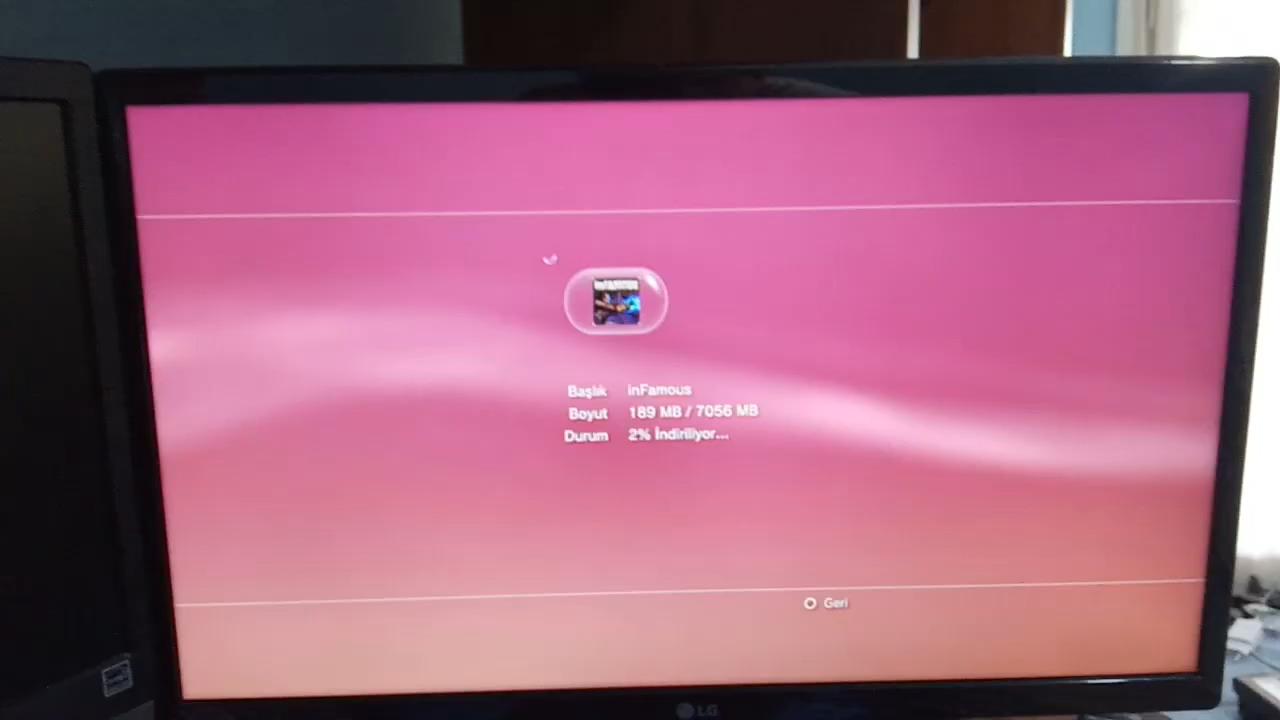 Başlık inFamous
Boyut 189 MB / 7056 MB
Durum 2% İndiriliyor...
Geri
LG